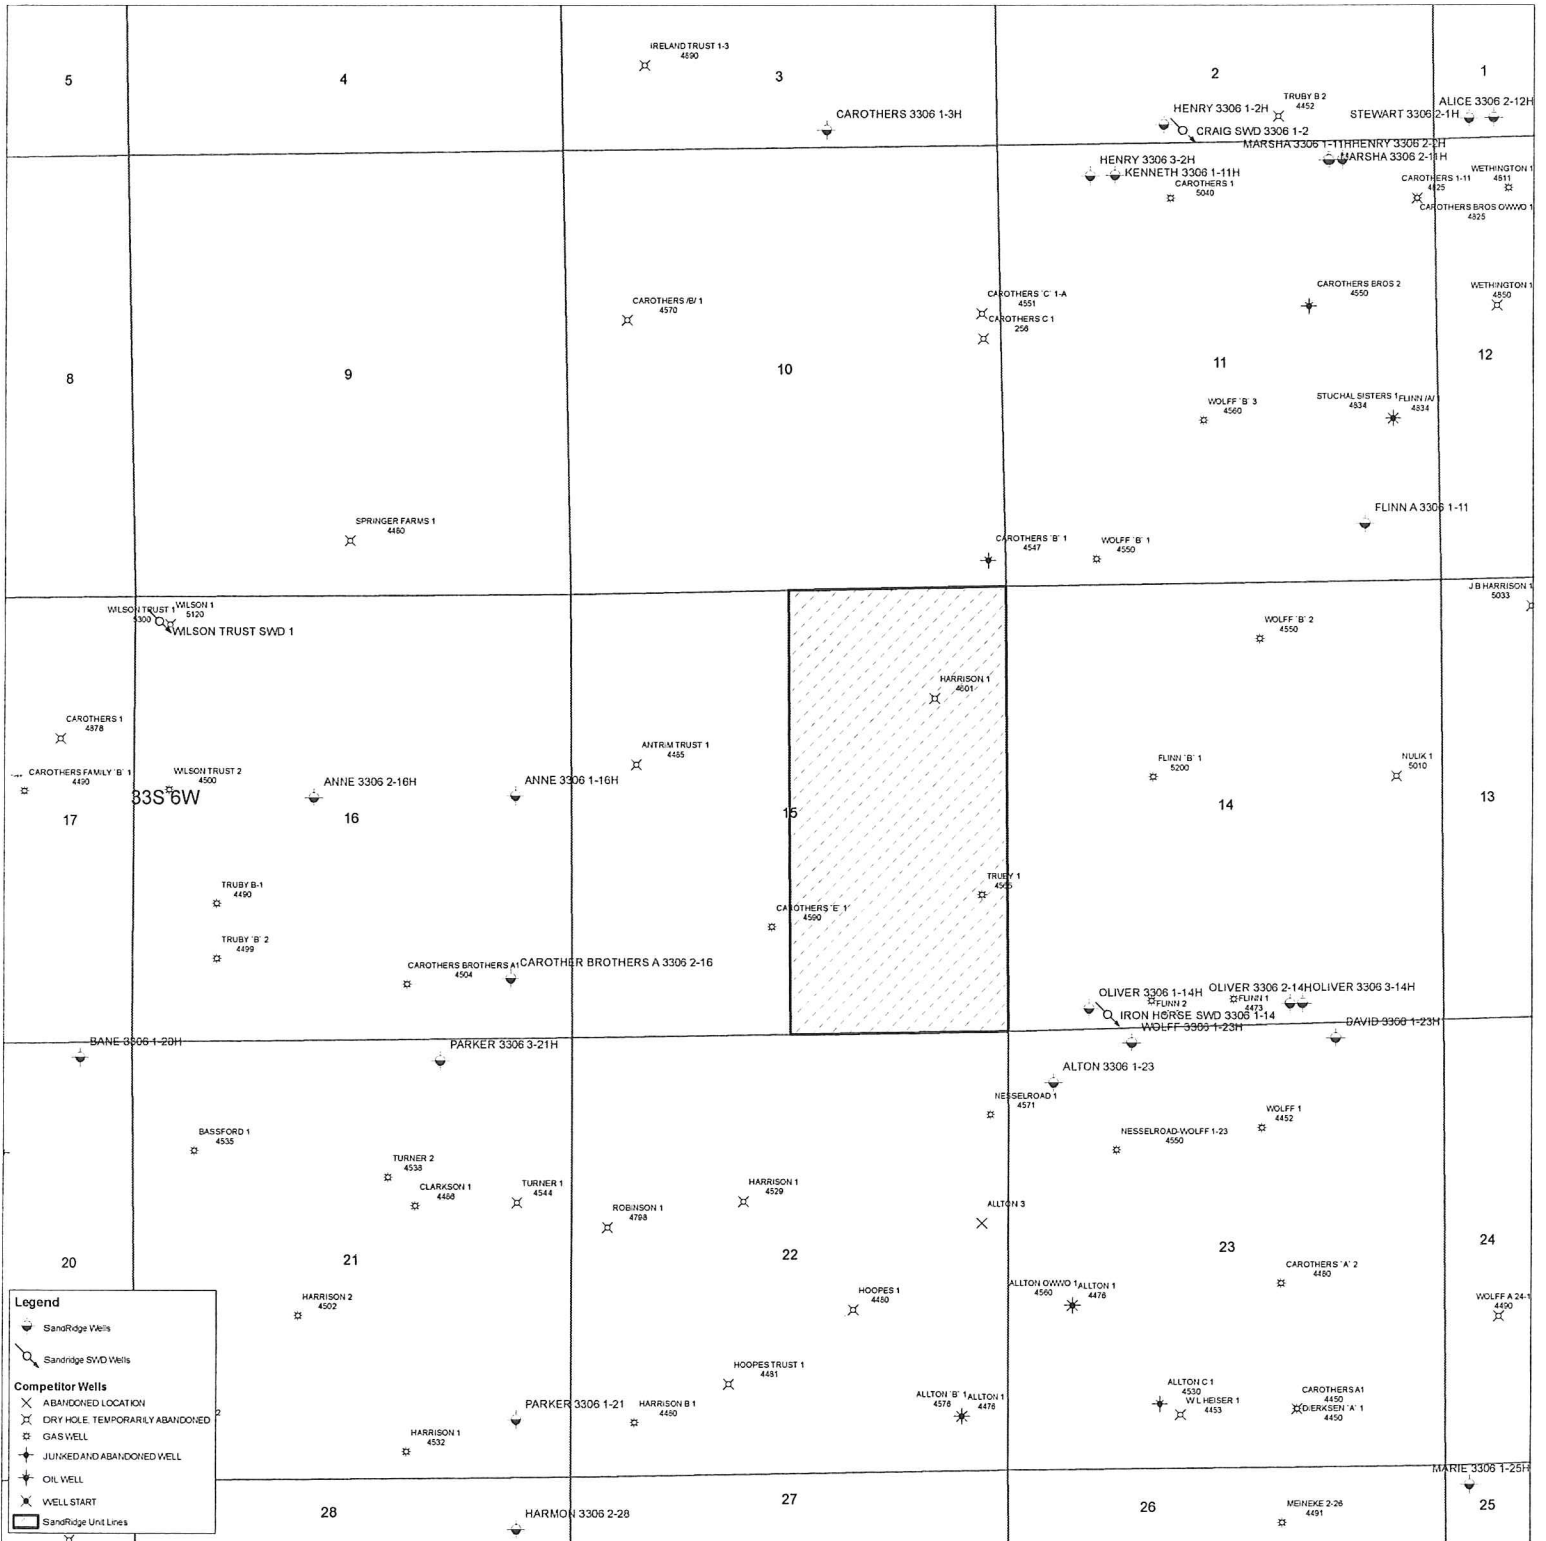 IRELAND TRUST 1-3
4890
5
4
3
2
1
CAROTHERS 3306 1-3H
HENRY 3306 1-2H
TRUBY B 2
4452
CRAIG SWD 3306 1-2
STEWART 3306 2-1H
ALICE 3306 2-12H
MARSHA 3306 1-11H
HENRY 3306 2-2H
MARSHA 3306 2-11H
HENRY 3306 3-2H
KENNETH 3306 1-11H
CAROTHERS 1
5040
CAROTHERS 1-11
4825
WETHINGTON 1
4811
CAROTHERS BROS OWWO 1
4825
CAROTHERS /B/ 1
4570
CAROTHERS 'C' 1-A
4551
CAROTHERS C 1
256
CAROTHERS BROS 2
4550
WETHINGTON 1
4850
8
9
10
11
12
WOLFF 'B' 3
4560
STUCHAL SISTERS 1
4834
FLINN /A/ 1
4834
SPRINGER FARMS 1
4460
FLINN A 3306 1-11
CAROTHERS 'B' 1
4547
WOLFF 'B' 1
4550
WILSON TRUST 1
5300
WILSON 1
5120
WILSON TRUST SWD 1
J B HARRISON 1
5033
WOLFF 'B' 2
4550
HARRISON 1
4601
CAROTHERS 1
4878
ANTRIM TRUST 1
4465
CAROTHERS FAMILY 'B' 1
4490
WILSON TRUST 2
4500
33S 6W
ANNE 3306 2-16H
ANNE 3306 1-16H
FLINN 'B' 1
5200
NULIK 1
5010
17
16
15
14
13
TRUBY B-1
4490
TRUBY 1
4565
CAROTHERS 'E' 1
4590
TRUBY 'B' 2
4499
CAROTHERS BROTHERS A1
4504
CAROTHER BROTHERS A 3306 2-16
OLIVER 3306 1-14H
FLINN 2
FLINN 1
4473
OLIVER 3306 2-14H
OLIVER 3306 3-14H
IRON HORSE SWD 3306 1-14
WOLFF 3306 1-23H
DAVID 3306 1-23H
BANE 3306 1-20H
PARKER 3306 3-21H
ALTON 3306 1-23
NESSELROAD 1
4571
WOLFF 1
4452
NESSELROAD-WOLFF 1-23
4550
BASSFORD 1
4535
TURNER 2
4538
CLARKSON 1
4486
TURNER 1
4544
HARRISON 1
4529
ROBINSON 1
4798
ALLTON 3
20
21
22
23
24
CAROTHERS 'A' 2
4480
HARRISON 2
4502
HOOPES 1
4480
ALLTON OWWO 1
4560
ALLTON 1
4476
WOLFF A 24-1
4490
HOOPES TRUST 1
4481
PARKER 3306 1-21
HARRISON B 1
4460
ALLTON 'B' 1
4576
ALLTON 1
4476
ALLTON C 1
4530
W L HEISER 1
4453
CAROTHERS A1
4450
DIERKSEN 'A' 1
4450
HARRISON 1
4532
MARIE 3306 1-25H
28
27
26
25
HARMON 3306 2-28
MEINEKE 2-26
4491
Legend
SandRidge Wells
Sandridge SWD Wells
Competitor Wells
ABANDONED LOCATION
DRY HOLE, TEMPORARILY ABANDONED
GAS WELL
JUNKED AND ABANDONED WELL
OIL WELL
WELL START
SandRidge Unit Lines
2